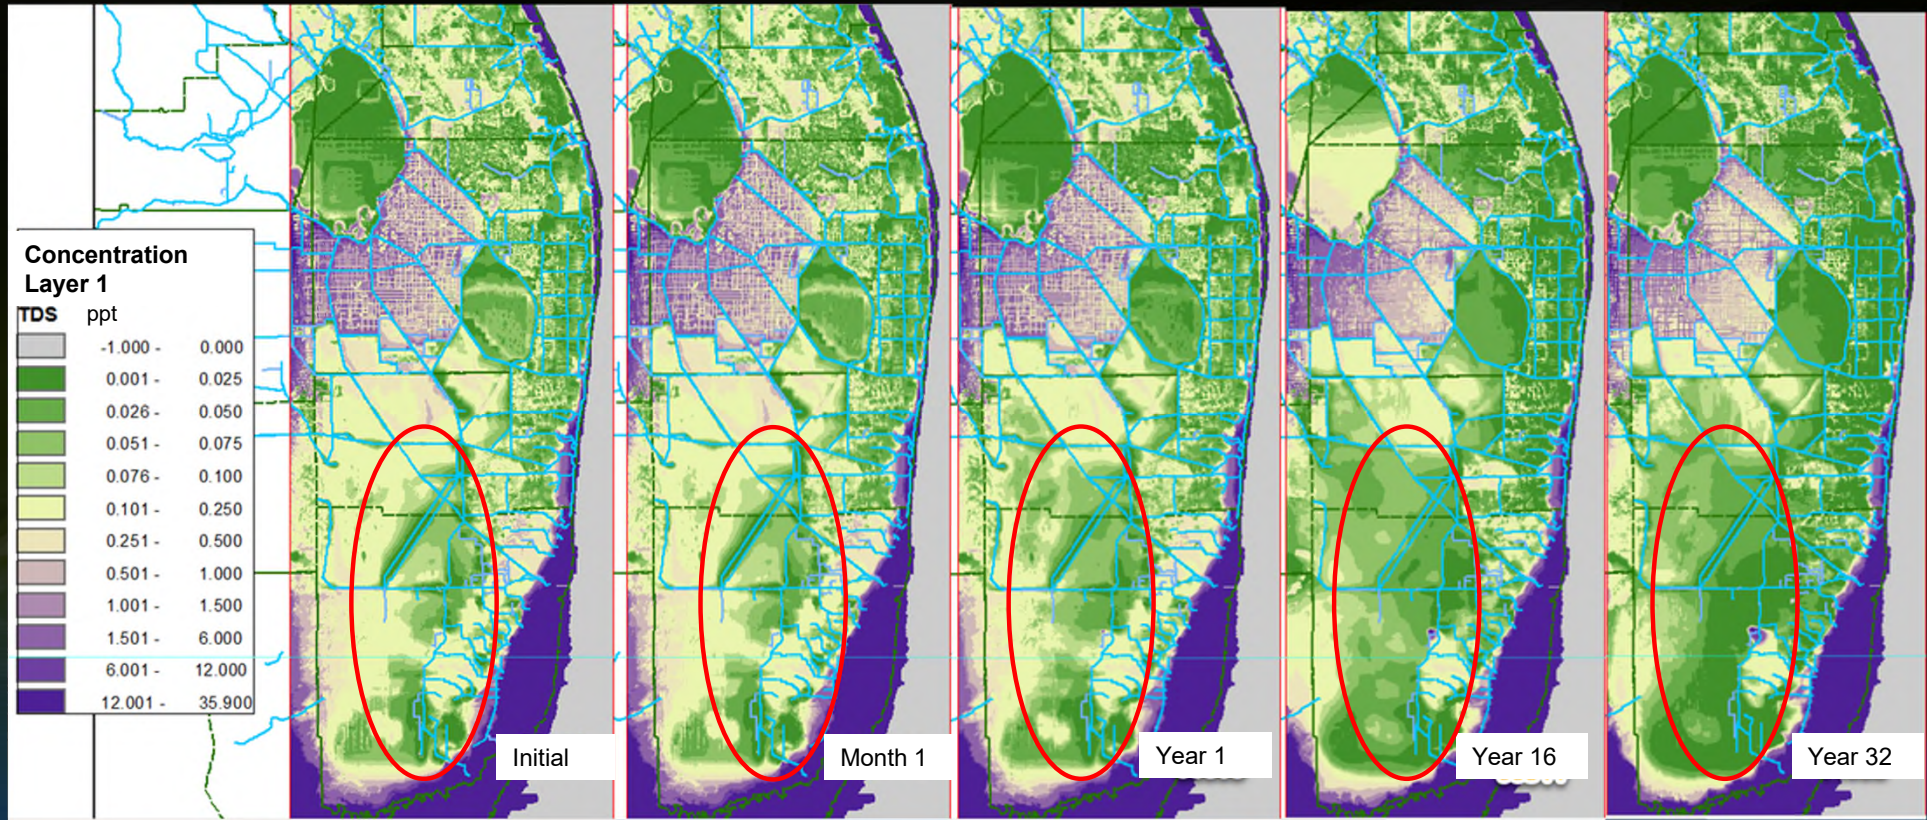 Concentration
Layer 1
TDS ppt
-1.000 - 0.000
0.001 - 0.025
0.026 - 0.050
0.051 - 0.075
0.076 - 0.100
0.101 - 0.250
0.251 - 0.500
0.501 - 1.000
1.001 - 1.500
1.501 - 6.000
6.001 - 12.000
12.001 - 35.900
Initial
Month 1
Year 1
Year 16
Year 32